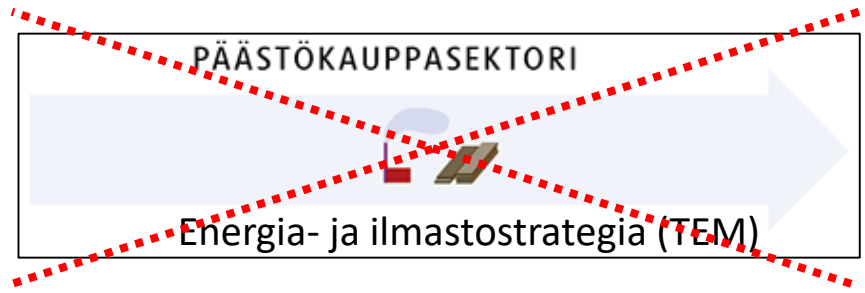 PÄÄSTÖKAUPPASEKTORI
Energia- ja ilmastostrategia (TEM)